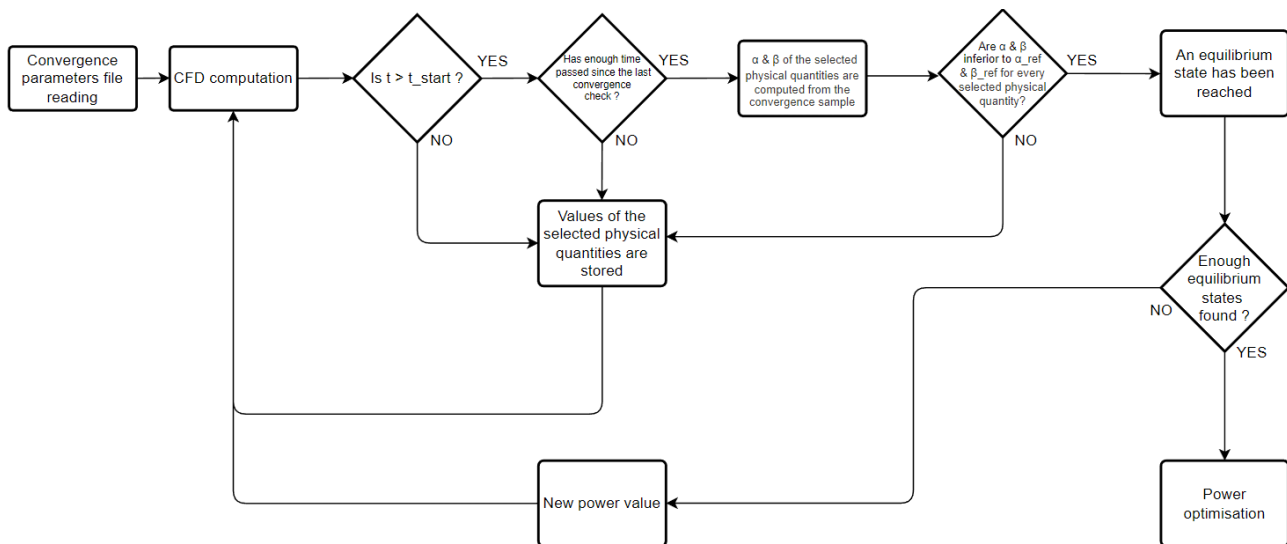 Convergence
parameters file
reading
CFD computation
Is t > t_start ?
YES
NO
Has enough time
passed since the last
convergence
check ?
YES
NO
α & β of the selected
physical quantities are
computed from the
convergence sample
Are α & β
inferior to α_ref
& β_ref for every
selected physical
quantity?
YES
NO
An equilibrium
state has been
reached
Values of the
selected physical
quantities are
stored
Enough
equilibrium
states
found ?
NO
YES
New power value
Power
optimisation